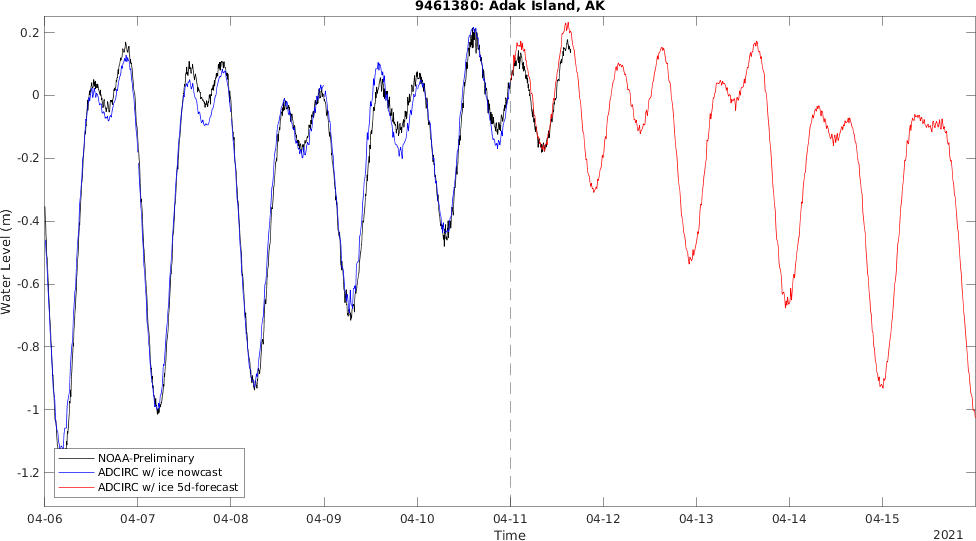 9461380: Adak Island, AK
Water Level (m)
0.2
0
-0.2
-0.4
-0.6
-0.8
-1
-1.2
NOAA-Preliminary
ADCIRC w/ ice nowcast
ADCIRC w/ ice 5d-forecast
04-06 04-07 04-08 04-09 04-10 04-11 04-12 04-13 04-14 04-15
Time
2021